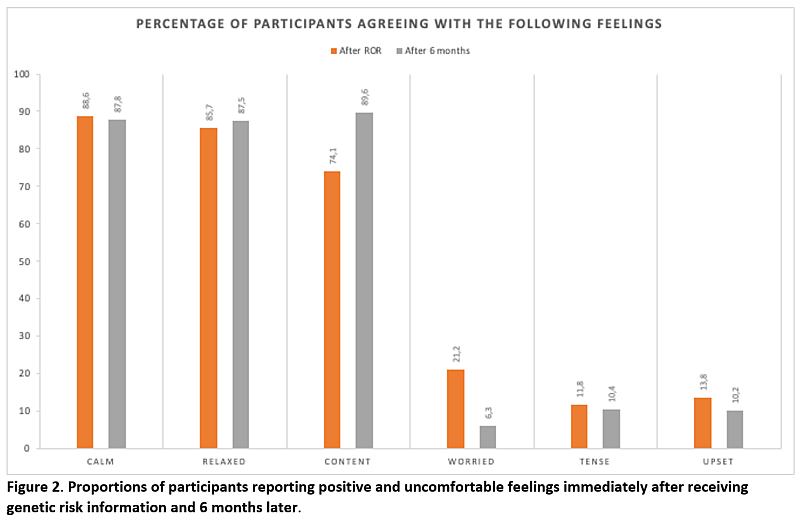 PERCENTAGE OF PARTICIPANTS AGREEING WITH THE FOLLOWING FEELINGS
After ROR After 6 months
100
90
80
70
60
50
40
30
20
10
0
88,6 87,8 85,7 87,5 74,1 89,6 21,2 6,3 11,8 10,4 13,8 10,2
CALM RELAXED CONTENT WORRIED TENSE UPSET
Figure 2. Proportions of participants reporting positive and uncomfortable feelings immediately after receiving
genetic risk information and 6 months later.